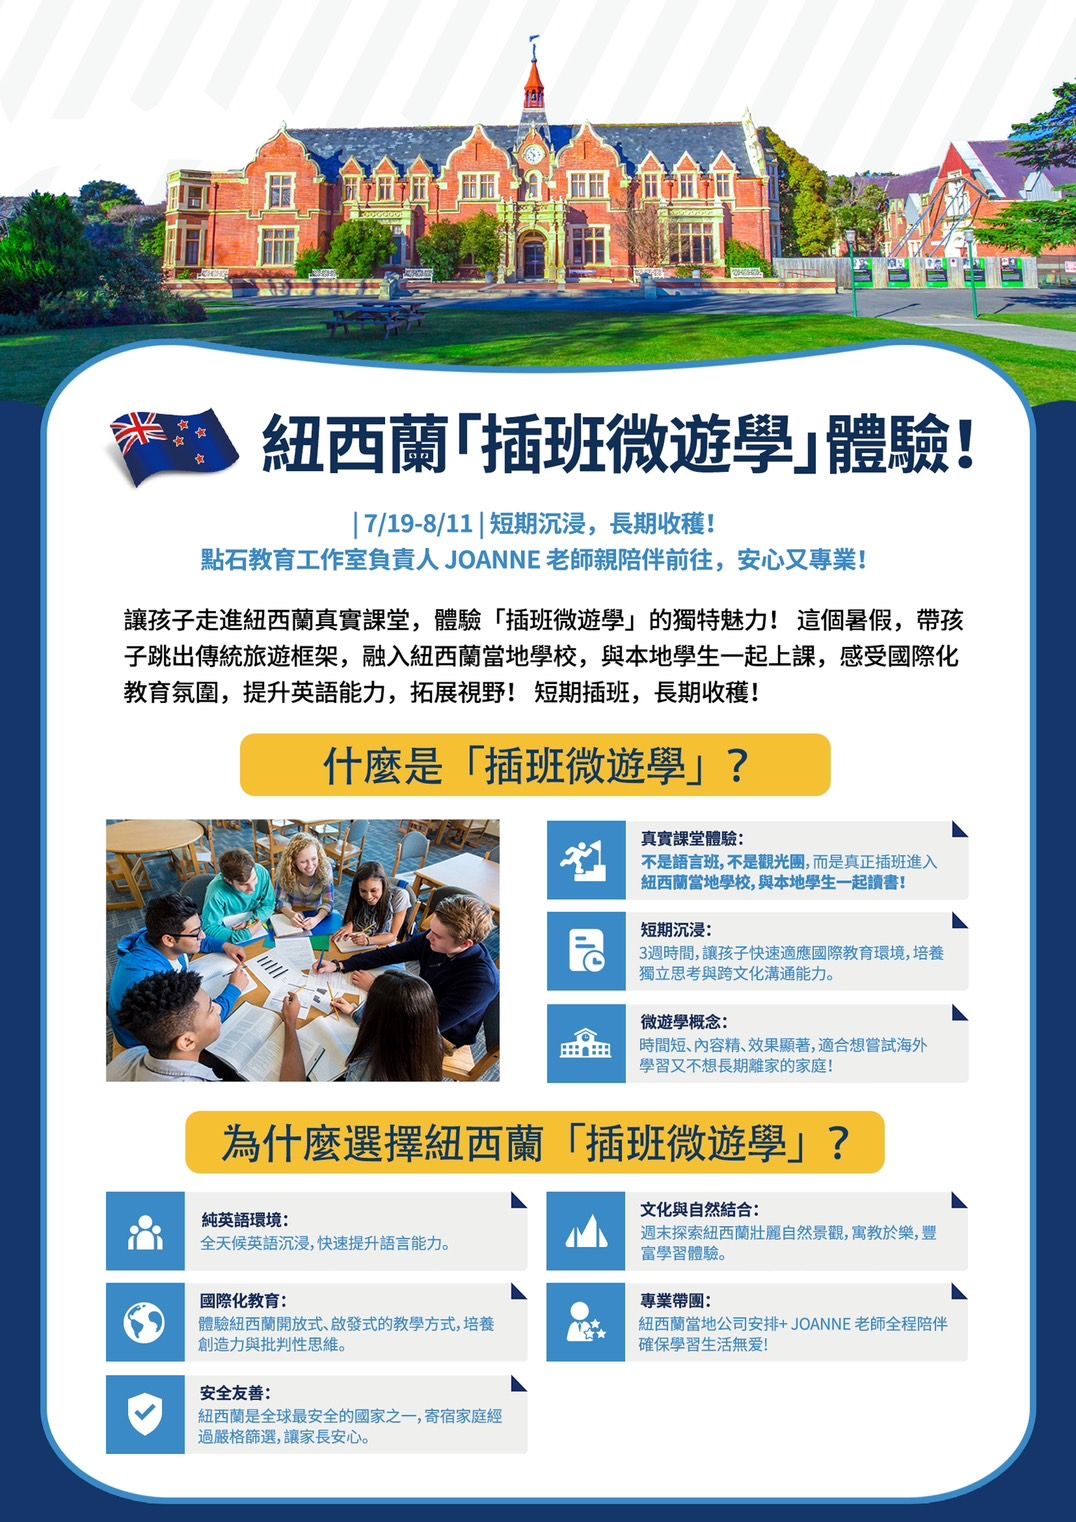 紐西蘭「插班微遊學」體驗！
| 7/19-8/11 | 短期沉浸，長期收穫！
點石教育工作室負責人 JOANNE 老師親陪伴前往，安心又專業！
讓孩子走進紐西蘭真實課堂，體驗「插班微遊學」的獨特魅力！ 這個暑假，帶孩
子跳出傳統旅遊框架，融入紐西蘭當地學校，與本地學生一起上課，感受國際化
教育氛圍，提升英語能力，拓展視野！ 短期插班，長期收穫！
什麼是「插班微遊學」？
真實課堂體驗：
不是語言班，不是觀光團，而是真正插班進入
紐西蘭當地學校，與本地學生一起讀書！
短期沉浸：
3週時間，讓孩子快速適應國際教育環境，培養
獨立思考與跨文化溝通能力。
微遊學概念：
時間短、內容精、效果顯著，適合想嘗試海外
學習又不想長期離家的家庭！
為什麼選擇紐西蘭「插班微遊學」？
純英語環境：
全天候英語沉浸，快速提升語言能力。
國際化教育：
體驗紐西蘭開放式、啟發式的教學方式，培養
創造力與批判性思維。
安全友善：
紐西蘭是全球最安全的國家之一，寄宿家庭經
過嚴格篩選，讓家長安心。
文化與自然結合：
週末探索紐西蘭壯麗自然景觀，寓教於樂，豐
富學習體驗。
專業帶團：
紐西蘭當地公司安排+ JOANNE 老師全程陪伴
確保學習生活無爱！